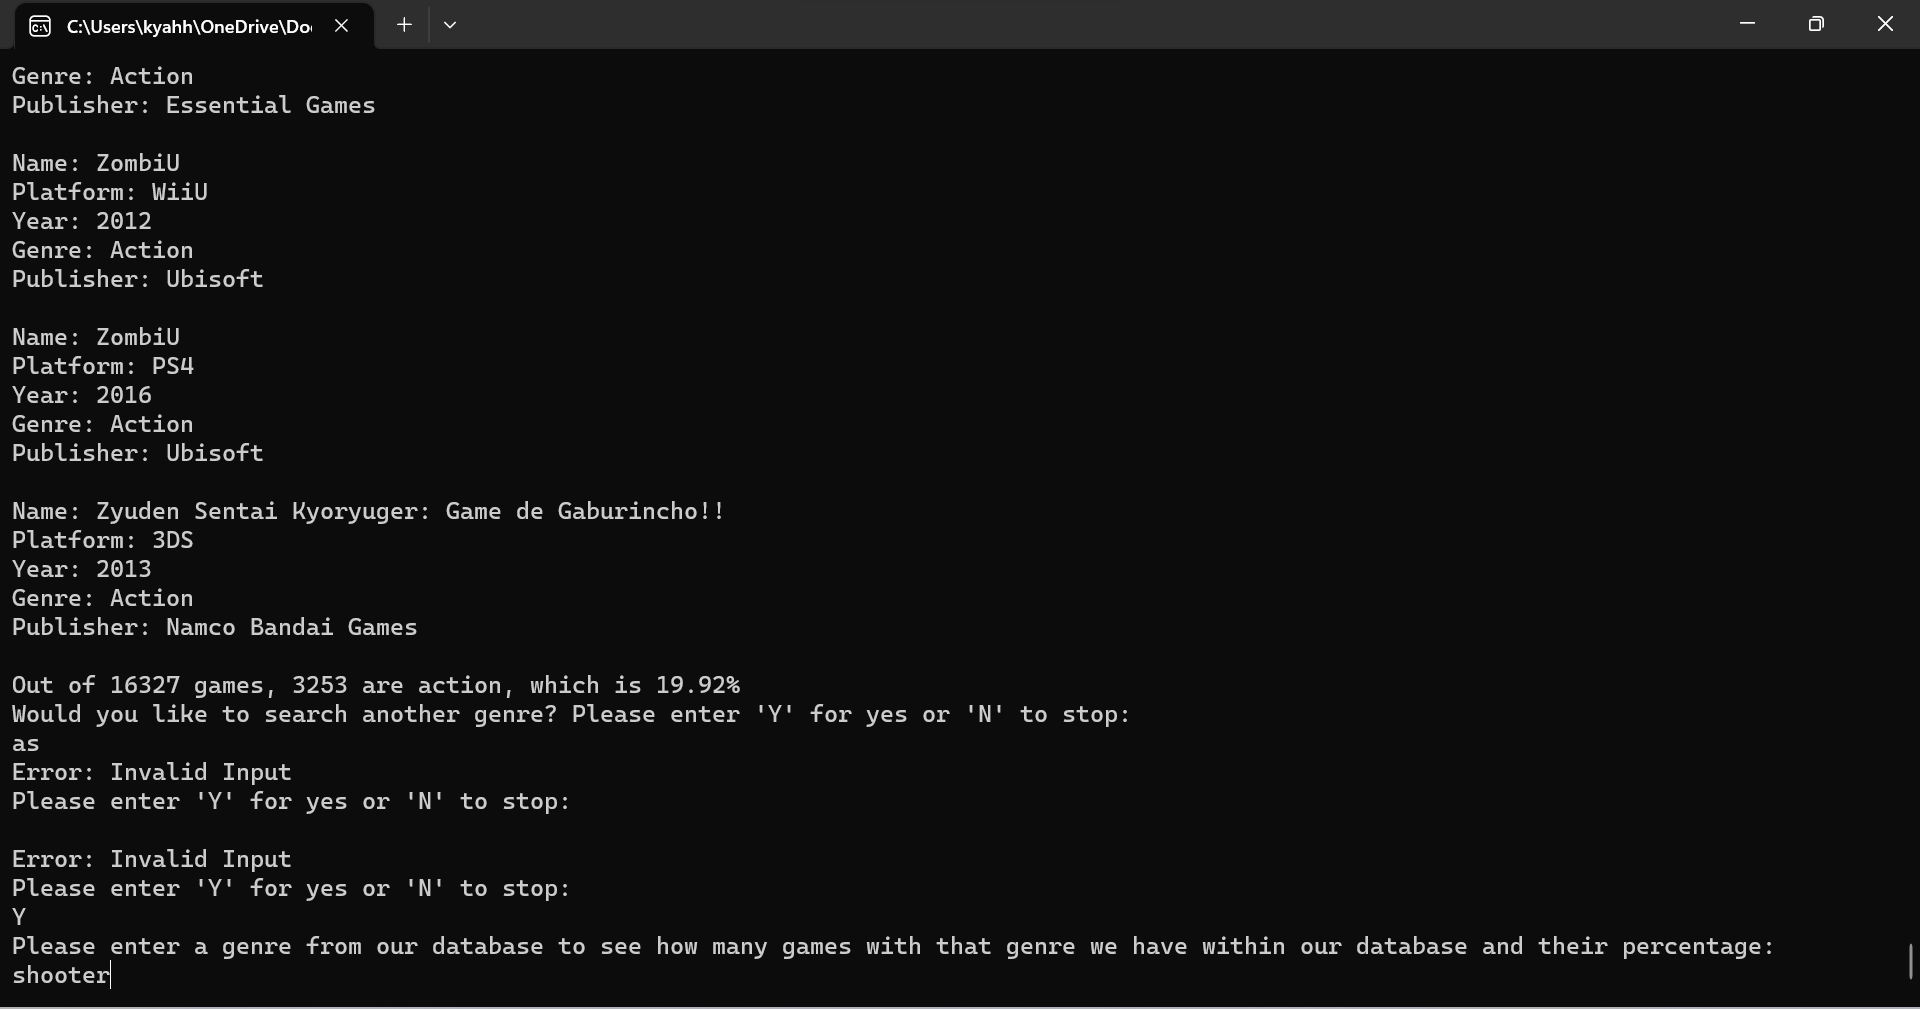 C:\Users\kyahh\OneDrive\Do
Genre: Action
Publisher: Essential Games
Name: ZombiU
Platform: WiiU
Year: 2012
Genre: Action
Publisher: Ubisoft
Name: ZombiU
Platform: PS4
Year: 2016
Genre: Action
Publisher: Ubisoft
Name: Zyuden Sentai Kyoryuger: Game de Gaburincho!!
Platform: 3DS
Year: 2013
Genre: Action
Publisher: Namco Bandai Games
Out of 16327 games, 3253 are action, which is 19.92%
Would you like to search another genre? Please enter 'Y' for yes or 'N' to stop:
as
Error: Invalid Input
Please enter 'Y' for yes or 'N' to stop:
Error: Invalid Input
Please enter 'Y' for yes or 'N' to stop:
Y
Please enter a genre from our database to see how many games with that genre we have within our database and their percentage:
shooter